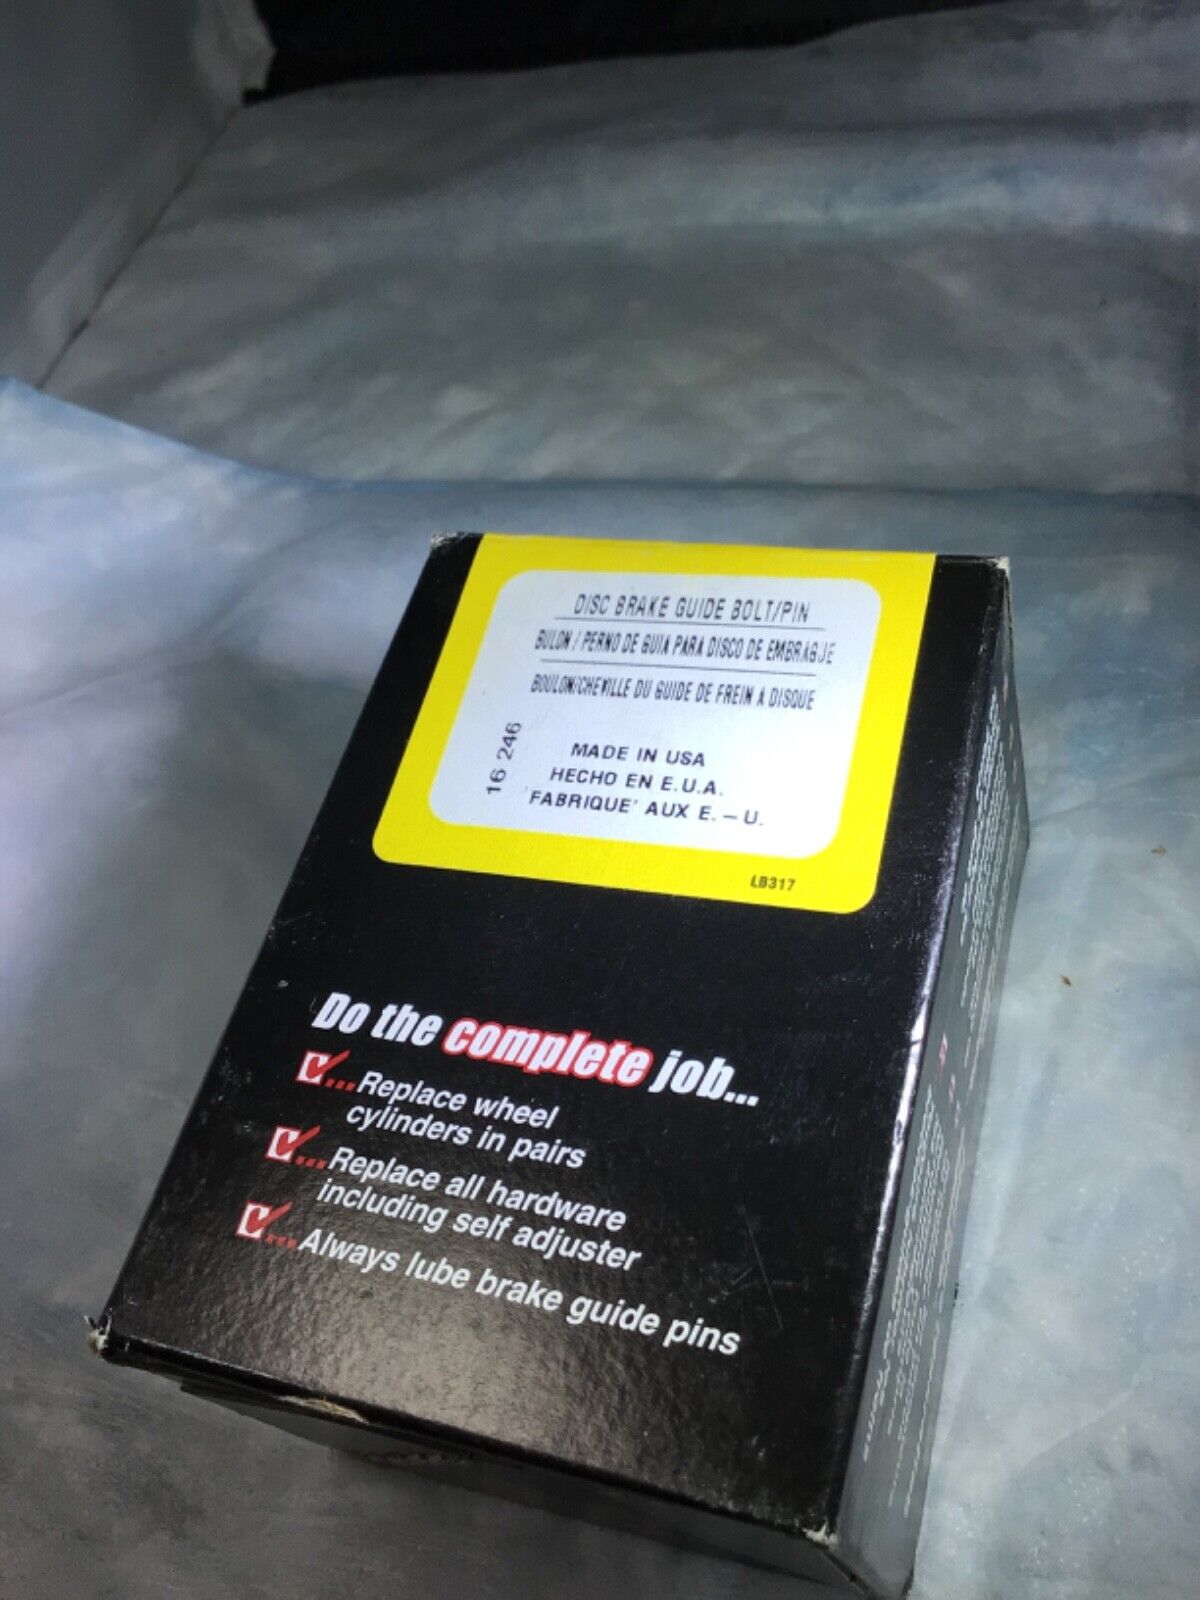 DISC BRAKE GUIDE BOLT/PIN
BULON / PERNO DE GUIA PARA DISCO DE EMBRAGUE
BOULON/CHEVILLE DU GUIDE DE FREIN A DISQUE
16 246
MADE IN USA
HECHO EN E.U.A.
'FABRIQUE' AUX E. – U.
LB317
Do the complete job...
...Replace wheel
cylinders in pairs
...Replace all hardware
including self adjuster
...Always lube brake guide pins